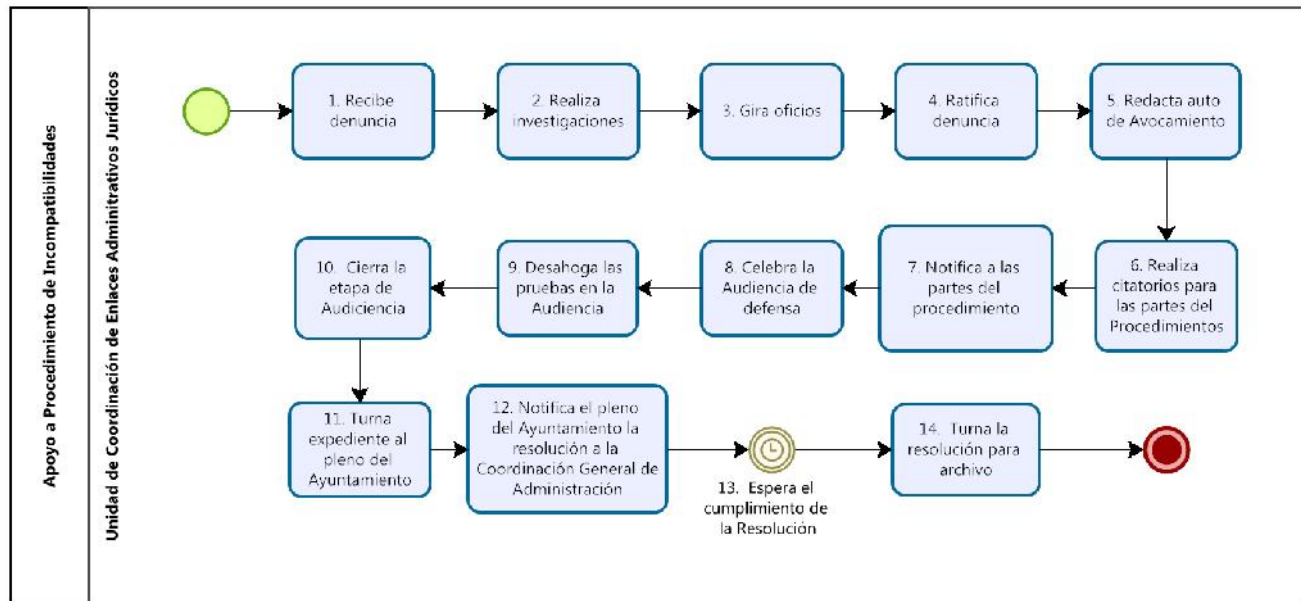 Apoyo a Procedimiento de Incompatibilidades
Unidad de Coordinación de Enlaces Adminitrativos Jurídicos
1. Recibe
denuncia
2. Realiza
investigaciones
3. Gira oficios
4. Ratifica
denuncia
5. Redacta auto
de Avocamiento
6. Realiza
citatorios para
las partes del
Procedimientos
7. Notifica a las
partes del
procedimiento
8. Celebra la
Audiencia de
defensa
9. Desahoga las
pruebas en la
Audiencia
10. Cierra la
etapa de
Audiciencia
11. Turna
expediente al
pleno del
Ayuntamiento
12. Notifica el pleno
del Ayuntamiento la
resolución a la
Coordinación General de
Administración
13. Espera el
cumplimiento de
la Resolución
14. Turna la
resolución para
archivo